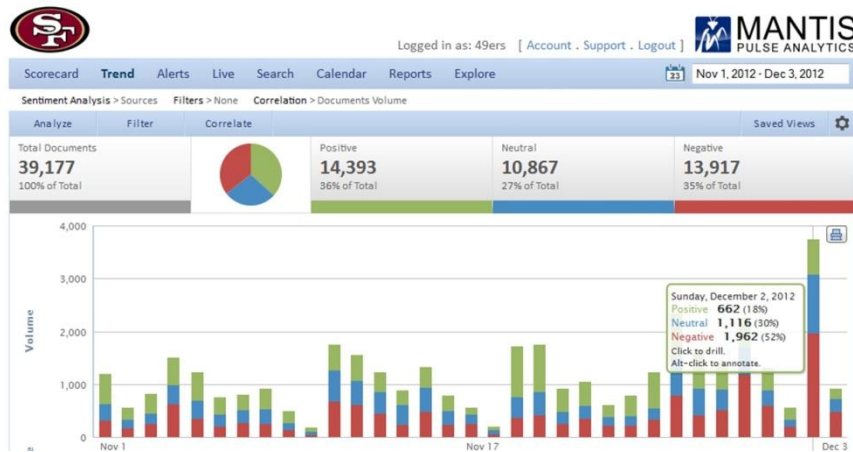 SF
MANTIS
PULSE ANALYTICS
Logged in as: 49ers [ Account . Support . Logout ]
Scorecard Trend Alerts Live Search Calendar Reports Explore
23 Nov 1, 2012 - Dec 3, 2012
Sentiment Analysis > Sources Filters > None Correlation > Documents Volume
Analyze Filter Correlate Saved Views
Total Documents Positive Neutral Negative
39,177 14,393 10,867 13,917
100% of Total 36% of Total 27% of Total 35% of Total
4,000
3,000
2,000
1,000
0
Volume
Sunday, December 2, 2012
Positive 662 (18%)
Neutral 1,116 (30%)
Negative 1,962 (52%)
Click to drill.
Alt-click to annotate.
Nov 1 Nov 17 Dec 3